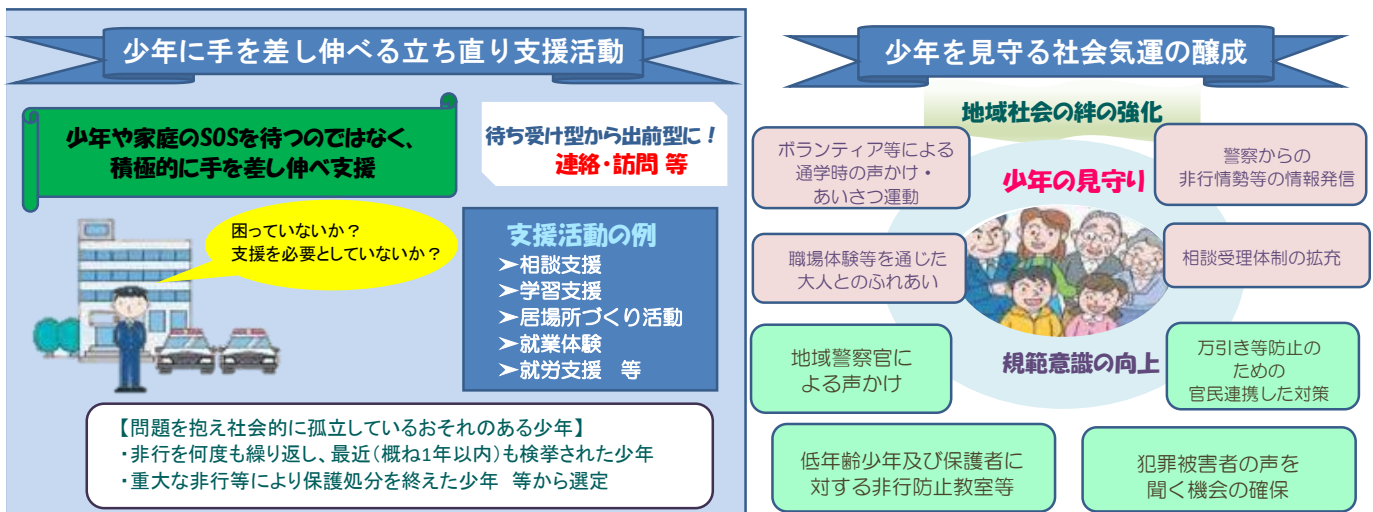 少年に手を差し伸べる立ち直り支援活動
少年や家庭のSOSを待つのではなく、
積極的に手を差し伸べ支援
待ち受け型から出前型に！
連絡・訪問 等
困っていないか？
支援を必要としていないか？
支援活動の例
➢相談支援
➢学習支援
➢居場所づくり活動
➢就業体験
➢就労支援　等
【問題を抱え社会的に孤立しているおそれのある少年】
・非行を何度も繰り返し、最近（概ね1年以内）も検挙された少年
・重大な非行等により保護処分を終えた少年 等から選定
少年を見守る社会気運の醸成
地域社会の絆の強化
ボランティア等による
通学時の声かけ・
あいさつ運動
少年の見守り
警察からの
非行情勢等の情報発信
職場体験等を通じた
大人とのふれあい
相談受理体制の拡充
地域警察官に
よる声かけ
規範意識の向上
万引き等防止の
ための
官民連携した対策
低年齢少年及び保護者に
対する非行防止教室等
犯罪被害者の声を
聞く機会の確保